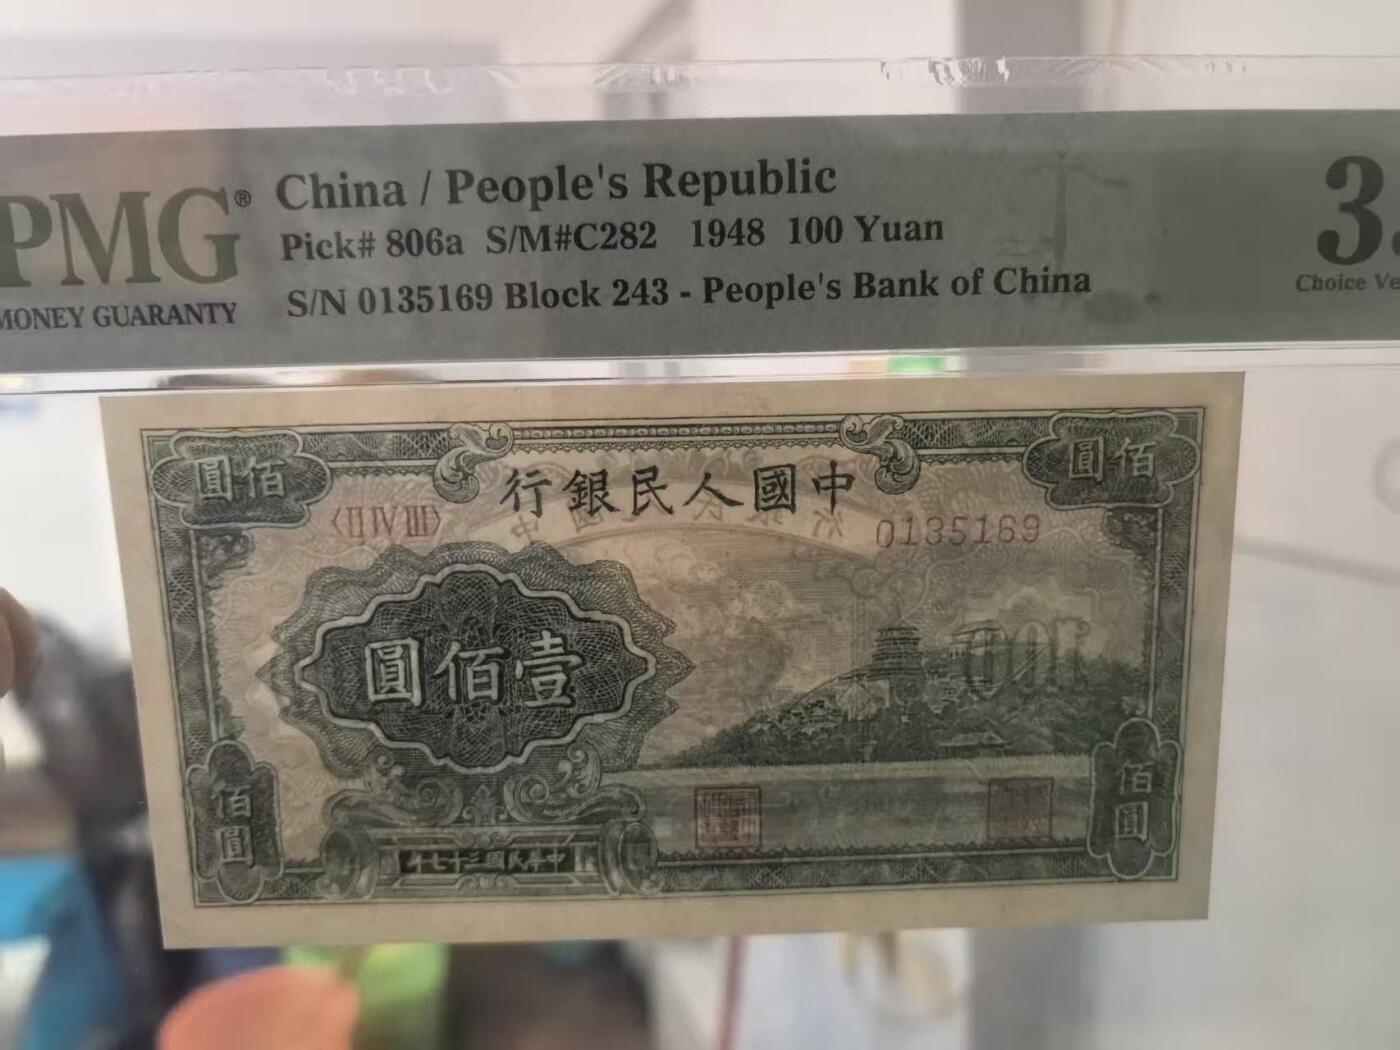 PMG®
MONEY GUARANTY
China / People's Republic
Pick# 806a S/M#C282 1948 100 Yuan
S/N 0135169 Block 243 - People's Bank of China
3
Choice Ve
圓佰
圓佰
行銀民人國中
〈II IV III〉
0135169
圓佰壹
100
佰圓
佰圓
年七十三國民華中